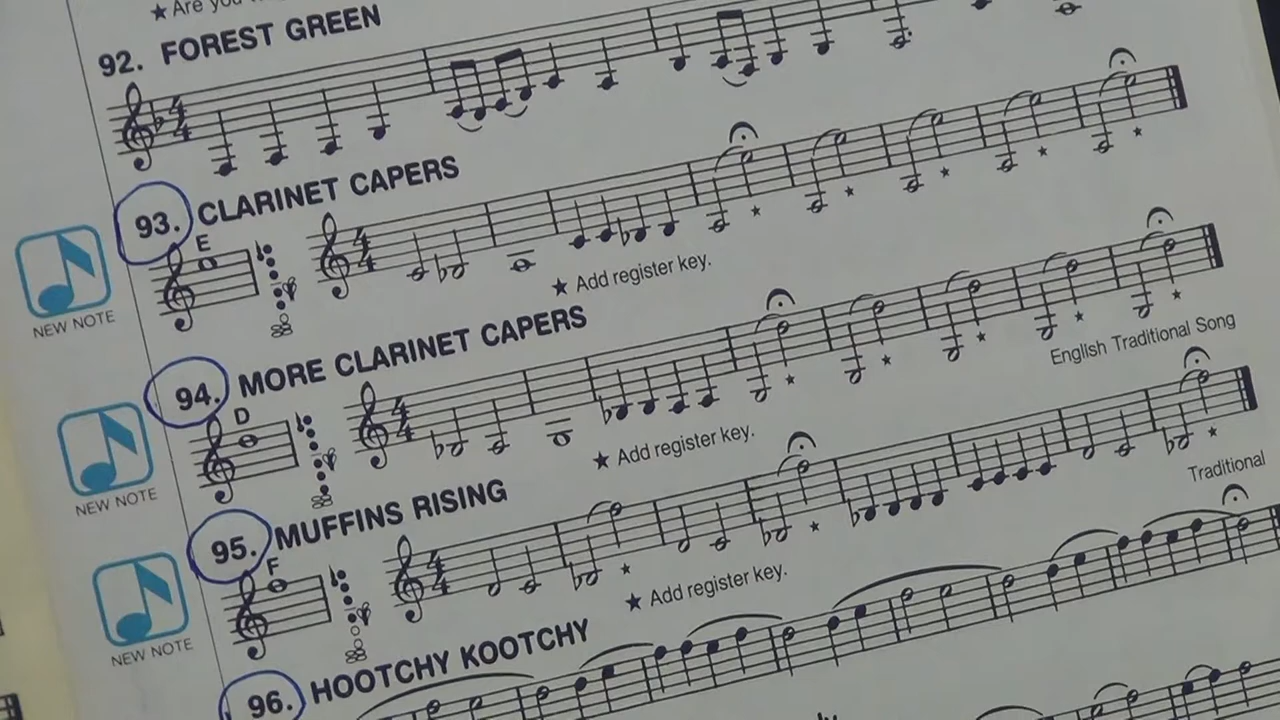 ★ Are you
92. FOREST GREEN
93. CLARINET CAPERS
E
NEW NOTE
★ Add register key.
94. MORE CLARINET CAPERS
D
NEW NOTE
★ Add register key.
English Traditional Song
95. MUFFINS RISING
F
NEW NOTE
★ Add register key.
Traditional
96. HOOTCHY KOOTCHY